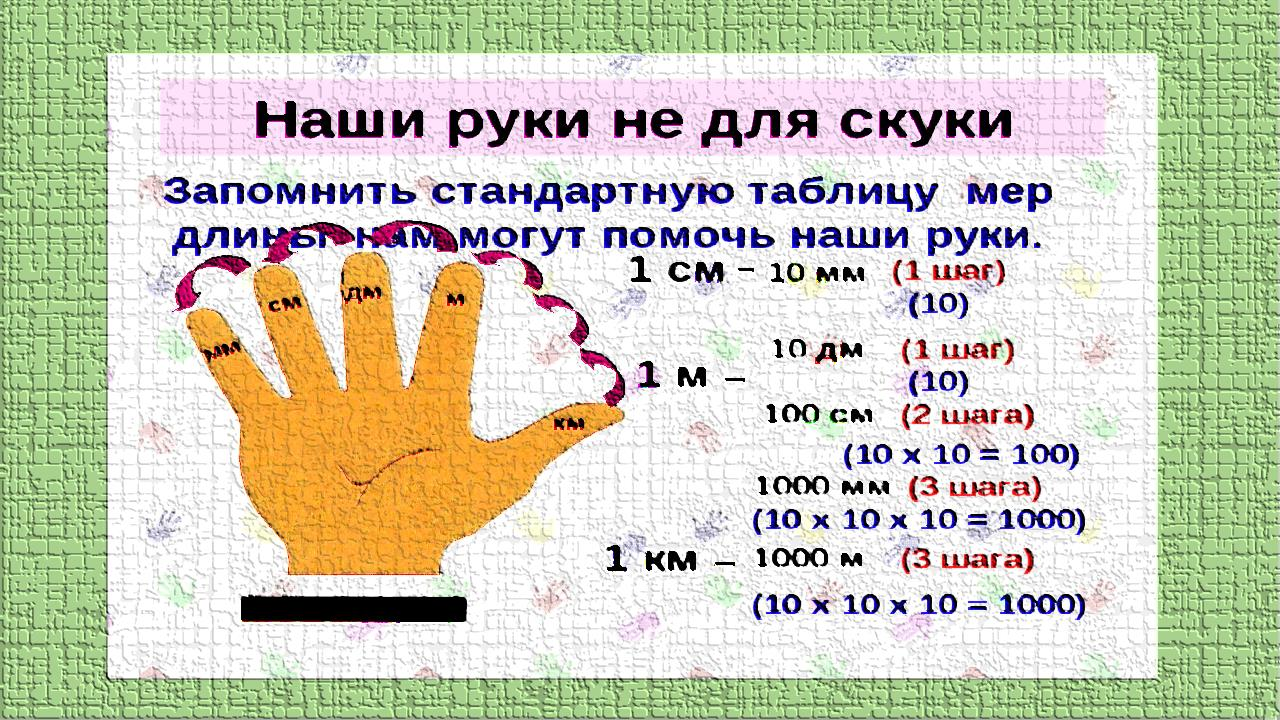 Наши руки не для скуки
Запомнить стандартную таблицу мер
длины нам могут помочь наши руки.
1 см – 10 мм (1 шаг)
(10)
10 дм (1 шаг)
1 м –
(10)
100 см (2 шага)
(10 х 10 = 100)
1000 мм (3 шага)
(10 х 10 х 10 = 1000)
1 км – 1000 м (3 шага)
(10 х 10 х 10 = 1000)
мм
см
дм
м
км